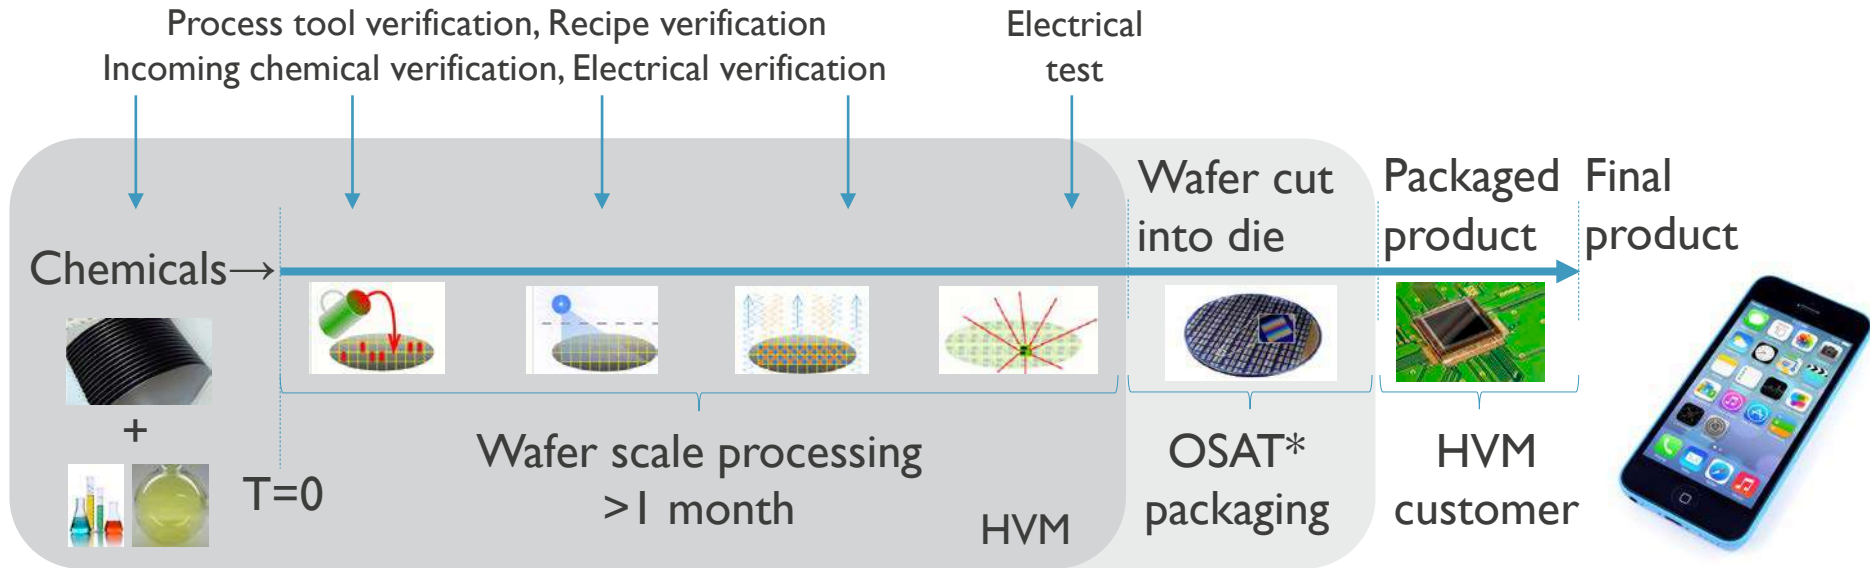 Process tool verification, Recipe verification
Incoming chemical verification, Electrical verification
Electrical
test
Wafer cut
into die
Packaged
product
Final
product
Chemicals→
+
T=0
Wafer scale processing
>1 month
HVM
OSAT*
packaging
HVM
customer